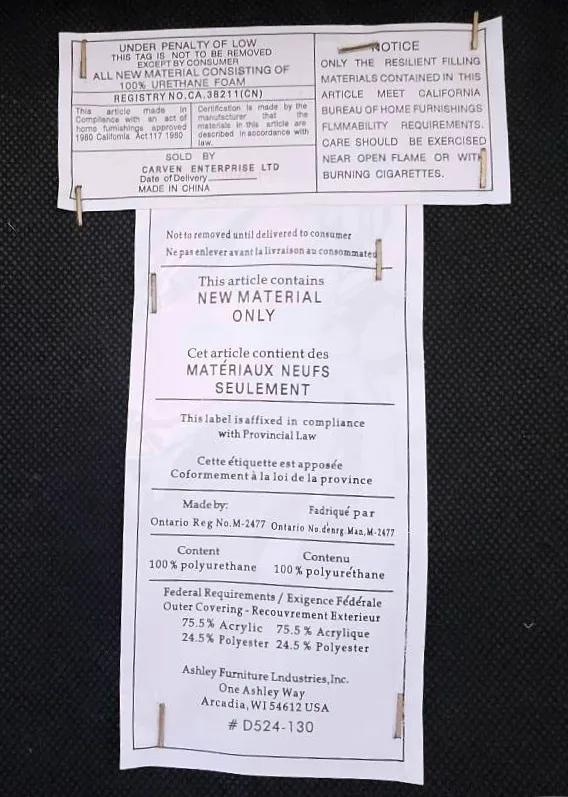 UNDER PENALTY OF LOW
THIS TAG IS NOT TO BE REMOVED
EXCEPT BY CONSUMER
ALL NEW MATERIAL CONSISTING OF
100% URETHANE FOAM
REGISTRY NO.CA.38211(CN)
This article made in
Compliance with an act of
home furnishings approved
1980 California Act 117 1980
Certification is made by the
manufacturer that the
materials in this article are
described in accordance with
law.
SOLD BY
CARVEN ENTERPRISE LTD
Date of Delivery
MADE IN CHINA
NOTICE
ONLY THE RESILIENT FILLING
MATERIALS CONTAINED IN THIS
ARTICLE MEET CALIFORNIA
BUREAU OF HOME FURNISHINGS
FLMMABILITY REQUIREMENTS.
CARE SHOULD BE EXERCISED
NEAR OPEN FLAME OR WITH
BURNING CIGARETTES.
Not to removed until delivered to consumer
Ne pas enlever avant la livraison au consommated
This article contains
NEW MATERIAL
ONLY
Cet article contient des
MATÉRIAUX NEUFS
SEULEMENT
This label is affixed in compliance
with Provincial Law
Cette étiquette est apposée
Coformement à la loi de la province
Made by:
Ontario Reg No.M-2477
Fadriqué par
Ontario No.dènrg.Man,M-2477
Content
100% polyurethane
Contenu
100% polyuréthane
Federal Requirements / Exigence Fédérale
Outer Covering - Recouvrement Exterieur
75.5% Acrylic 75.5% Acrylique
24.5% Polyester 24.5% Polyester
Ashley Furniture Lndustries,Inc.
One Ashley Way
Arcadia,WI 54612 USA
# D524-130